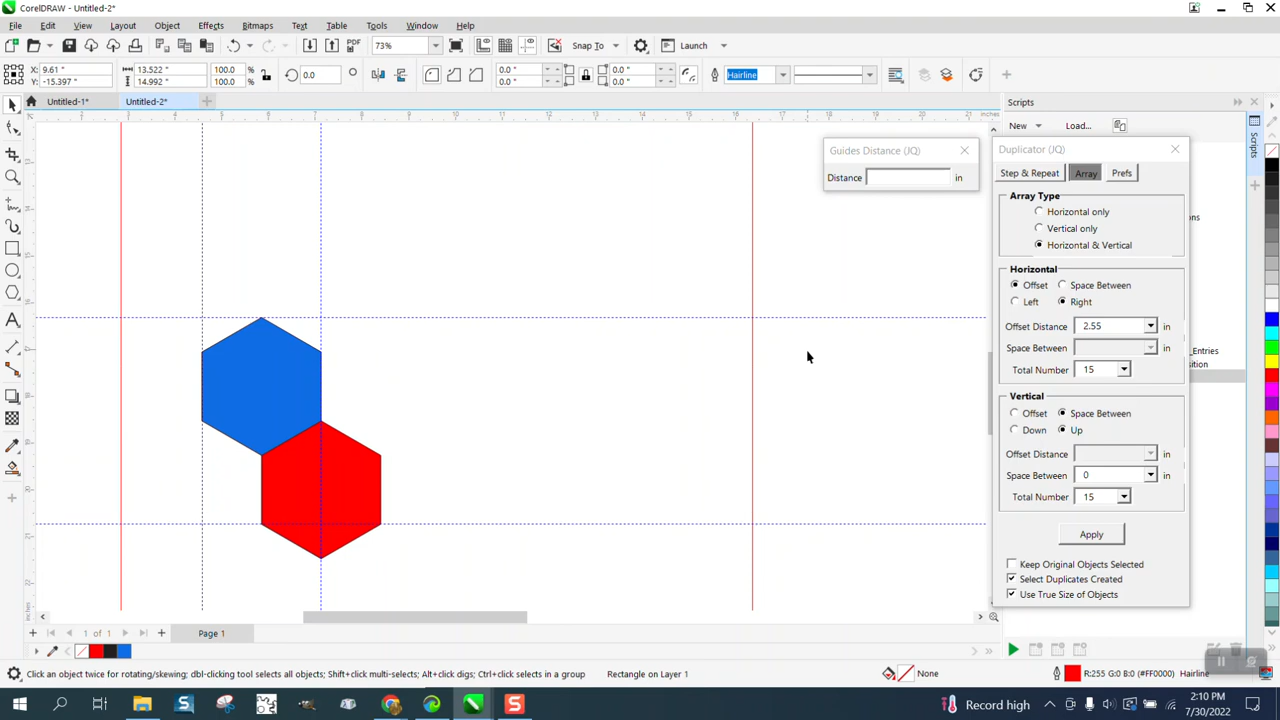 CorelDRAW - Untitled-2*
File Edit View Layout Object Effects Bitmaps Text Table Tools Window Help
PDF 73% Snap To Launch
X: 9.61 " 13.522 " 100.0 % 0.0 ° 0.0 " 0.0 " Hairline
Y: -15.397 " 14.992 " 100.0 % 0.0 " 0.0 "
Untitled-1* Untitled-2*
inches
Scripts
New Load...
Scripts
Guides Distance (JQ)
Distance in
Duplicator (JQ)
Step & Repeat Array Prefs
Array Type
Horizontal only
Vertical only
Horizontal & Vertical
Horizontal
Offset Space Between
Left Right
Offset Distance 2.55 in
Space Between in
Total Number 15
Vertical
Offset Space Between
Down Up
Offset Distance in
Space Between 0 in
Total Number 15
Apply
Keep Original Objects Selected
Select Duplicates Created
Use True Size of Objects
_Entries
1 of 1 Page 1
Click an object twice for rotating/skewing; dbl-clicking tool selects all objects; Shift+click multi-selects; Alt+click digs; Ctrl+click selects in a group Rectangle on Layer 1 None R:255 G:0 B:0 (#FF0000) Hairline
Record high
2:10 PM
7/30/2022